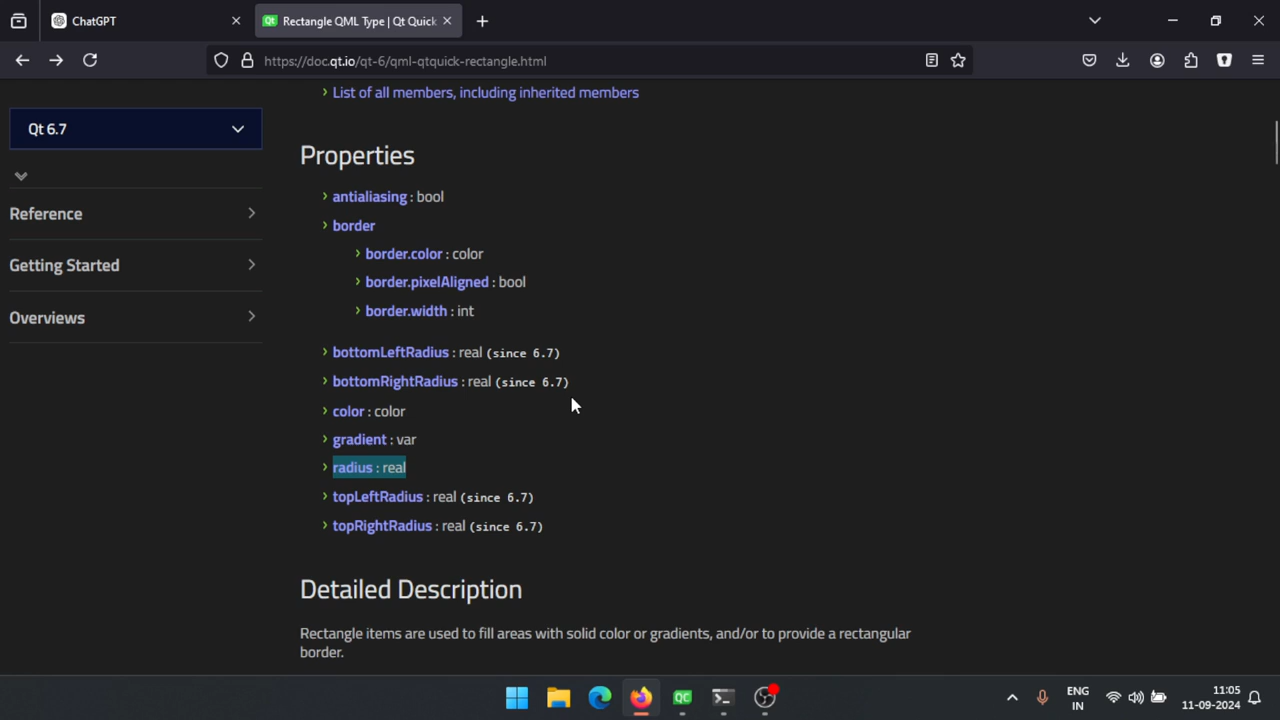 ChatGPT
Rectangle QML Type | Qt Quick
https://doc.qt.io/qt-6/qml-qtquick-rectangle.html
List of all members, including inherited members
Qt 6.7
Reference
Getting Started
Overviews
Properties
antialiasing : bool
border
border.color : color
border.pixelAligned : bool
border.width : int
bottomLeftRadius : real (since 6.7)
bottomRightRadius : real (since 6.7)
color : color
gradient : var
radius : real
topLeftRadius : real (since 6.7)
topRightRadius : real (since 6.7)
Detailed Description
Rectangle items are used to fill areas with solid color or gradients, and/or to provide a rectangular
border.
QC
ENG
IN
11:05
11-09-2024